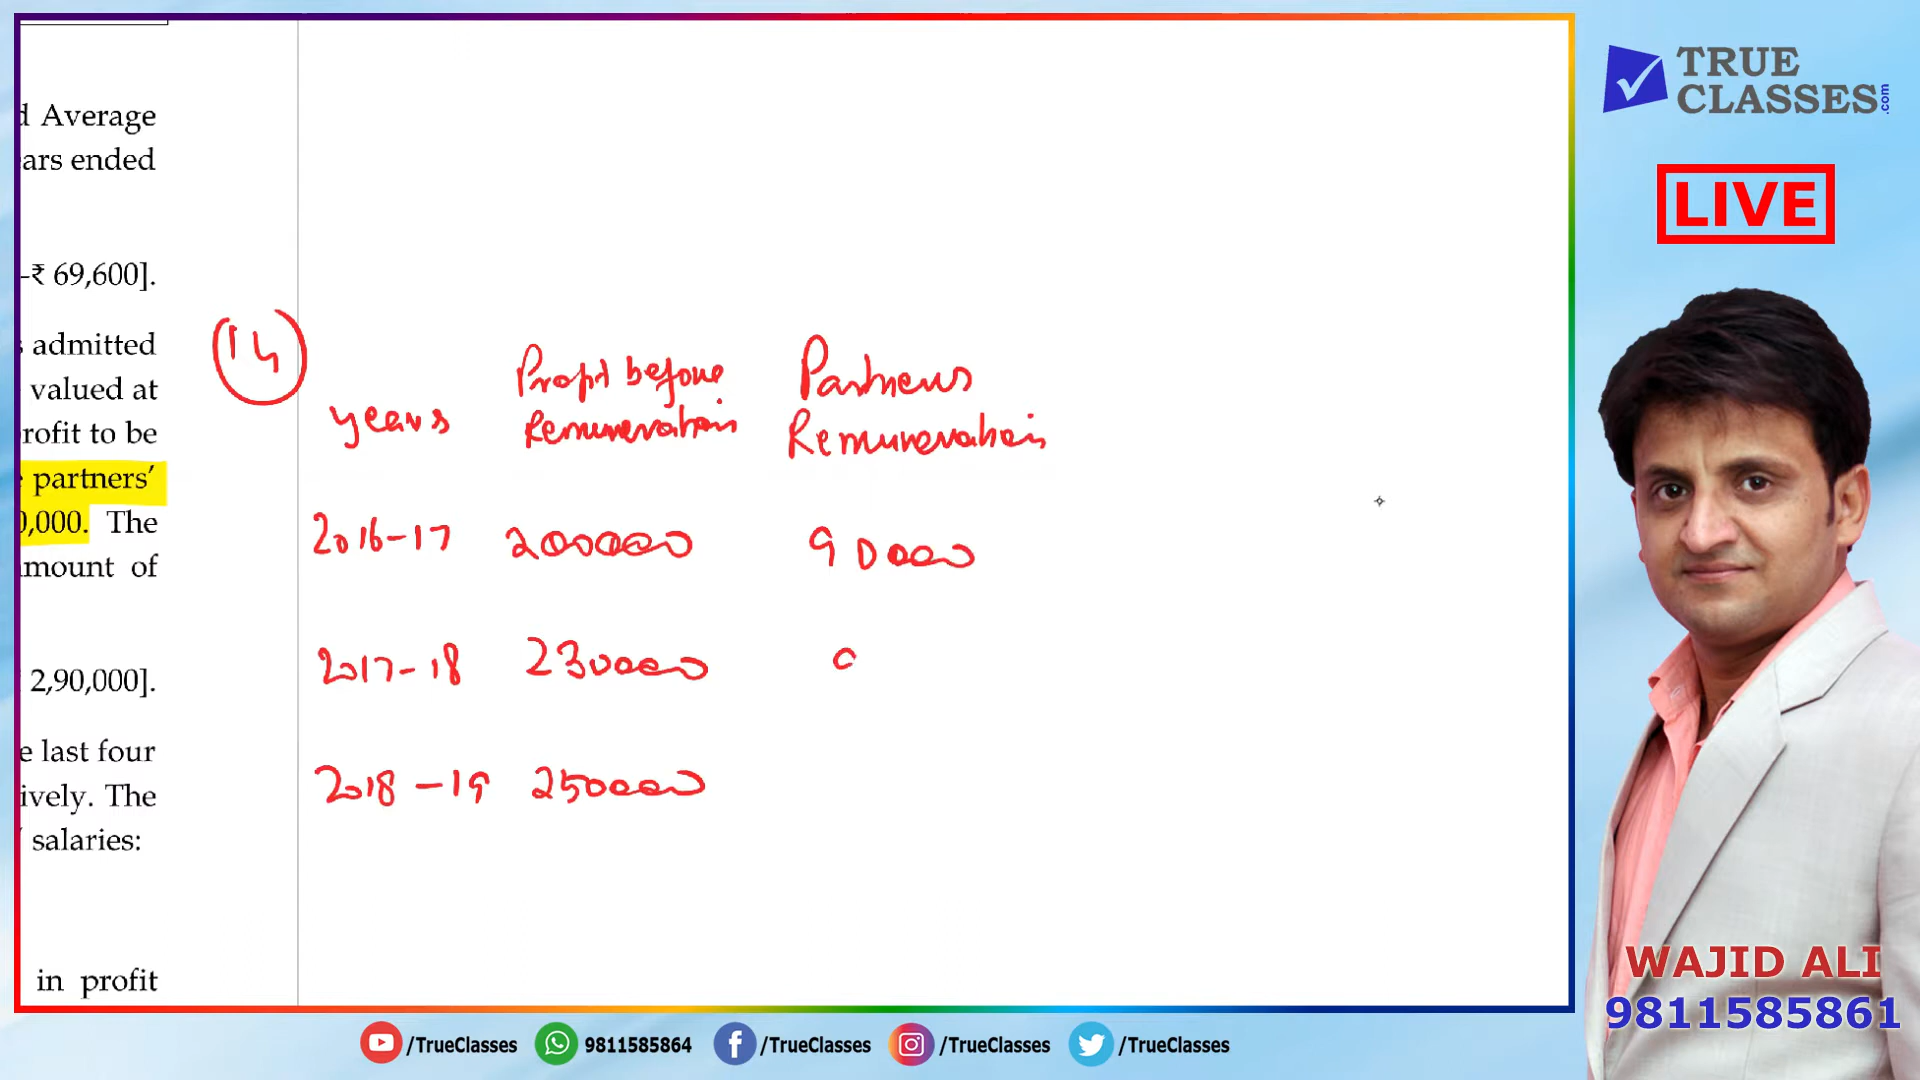 d Average
ars ended
-₹ 69,600].
admitted
valued at
rofit to be
partners'
0,000. The
mount of
2,90,000].
e last four
ively. The
salaries:
in profit
14
years
Profit before
Remuneration
Partners
Remuneration
2016-17 200000 90000
2017-18 230000
2018-19 250000
TRUE
CLASSES.com
LIVE
WAJID ALI
9811585861
/TrueClasses 9811585864 /TrueClasses /TrueClasses /TrueClasses